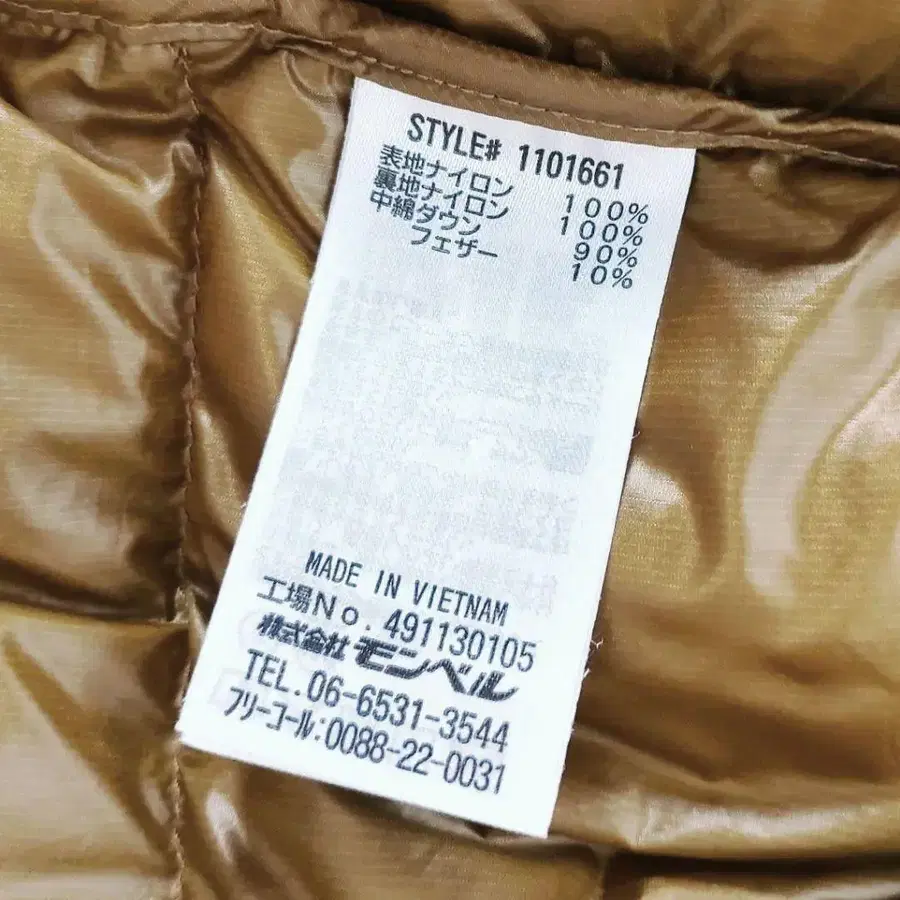 STYLE# 1101661
表地ナイロン 100%
裏地ナイロン 100%
中綿ダウン 90%
フェザー 10%
MADE IN VIETNAM
工場No. 491130105
株式会社 モンベル
TEL. 06-6531-3544
フリーコール:0088-22-0031